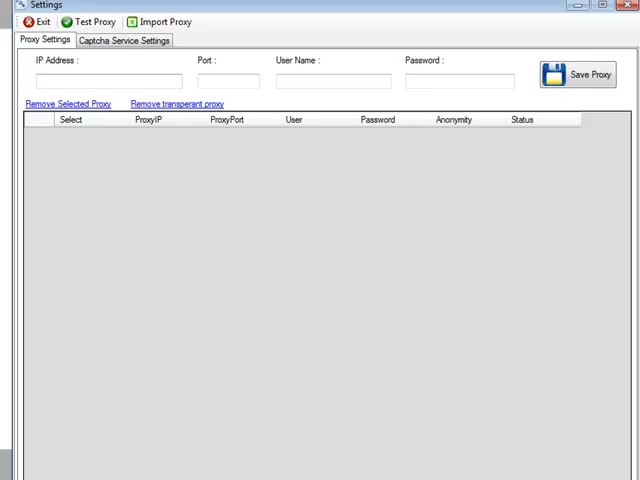 Settings
Exit Test Proxy Import Proxy
Proxy Settings Captcha Service Settings
IP Address : Port : User Name : Password :
Save Proxy
Remove Selected Proxy Remove transperant proxy
Select ProxyIP ProxyPort User Password Anonymity Status